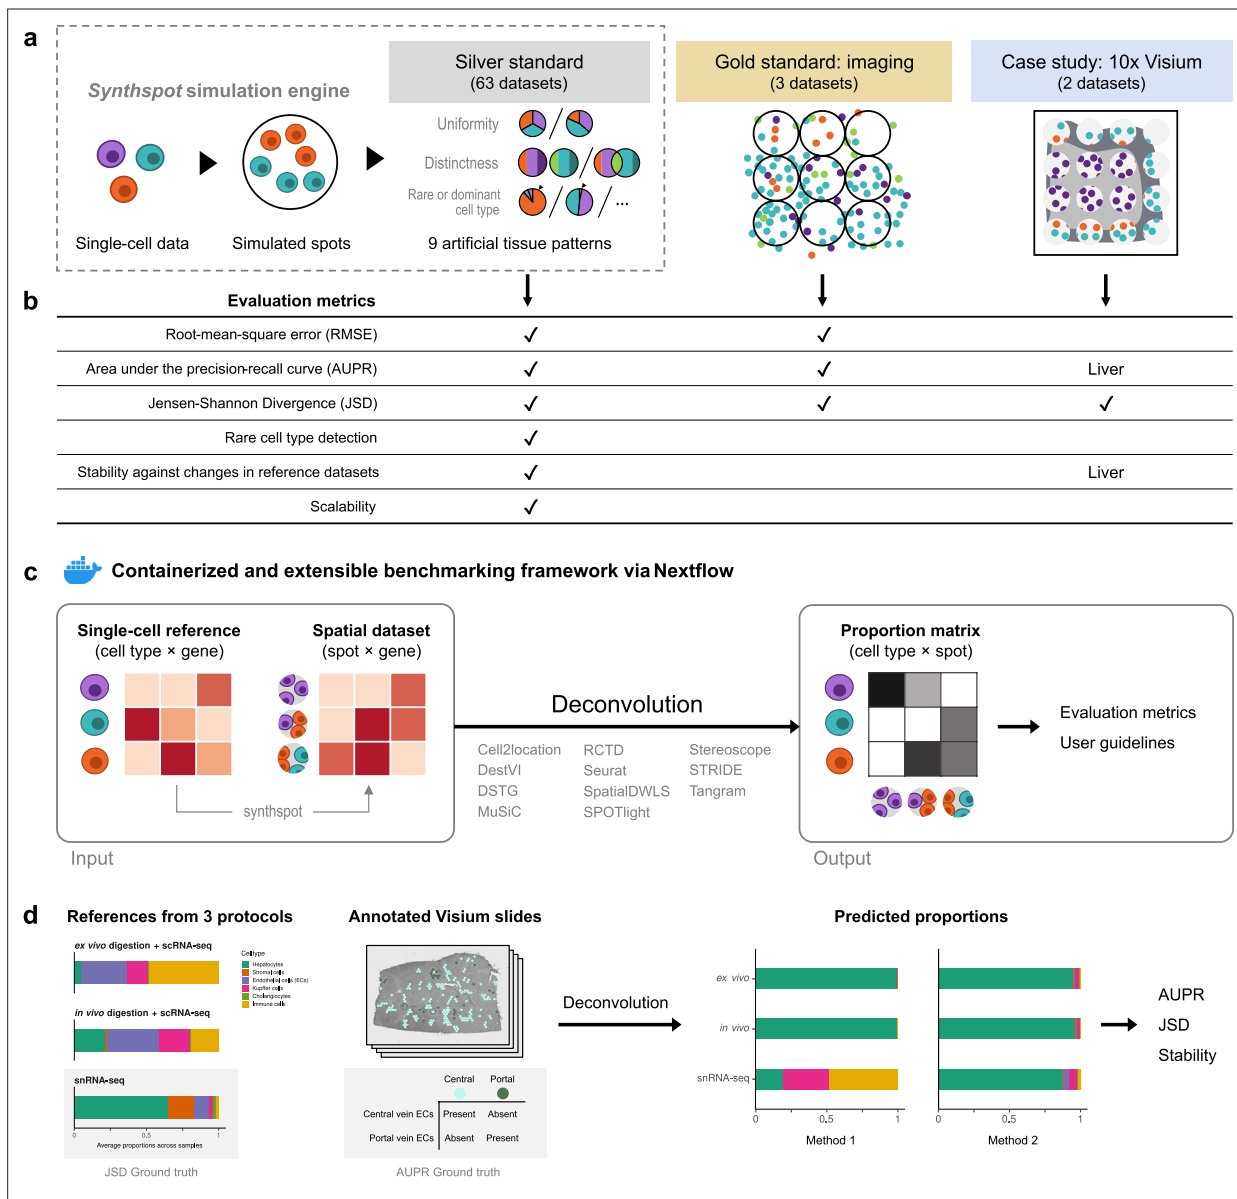 a
Synthspot simulation engine
Silver standard
(63 datasets)
Gold standard: imaging
(3 datasets)
Case study: 10x Visium
(2 datasets)
Uniformity
Distinctness
Rare or dominant
cell type
...
Single-cell data
Simulated spots
9 artificial tissue patterns
b
Evaluation metrics
Root-mean-square error (RMSE) ✓ ✓
Area under the precision-recall curve (AUPR) ✓ ✓ Liver
Jensen-Shannon Divergence (JSD) ✓ ✓ ✓
Rare cell type detection ✓
Stability against changes in reference datasets ✓ Liver
Scalability ✓
c
Containerized and extensible benchmarking framework via Nextflow
Single-cell reference
(cell type × gene)
Spatial dataset
(spot × gene)
synthspot
Input
Deconvolution
Cell2location
DestVI
DSTG
MuSiC
RCTD
Seurat
SpatialDWLS
SPOTlight
Stereoscope
STRIDE
Tangram
Proportion matrix
(cell type × spot)
Output
Evaluation metrics
User guidelines
d
References from 3 protocols
ex vivo digestion + scRNA-seq
Celltype
Hepatocytes
Stromal cells
Endothelial cells (ECs)
Kupffer cells
Cholangiocytes
Immune cells
in vivo digestion + scRNA-seq
snRNA-seq
0 0.5 1
Average proportions across samples
JSD Ground truth
Annotated Visium slides
Central Portal
Central vein ECs Present Absent
Portal vein ECs Absent Present
AUPR Ground truth
Deconvolution
Predicted proportions
ex vivo
in vivo
snRNA-seq
0 0.5 1
Method 1
0 0.5 1
Method 2
AUPR
JSD
Stability